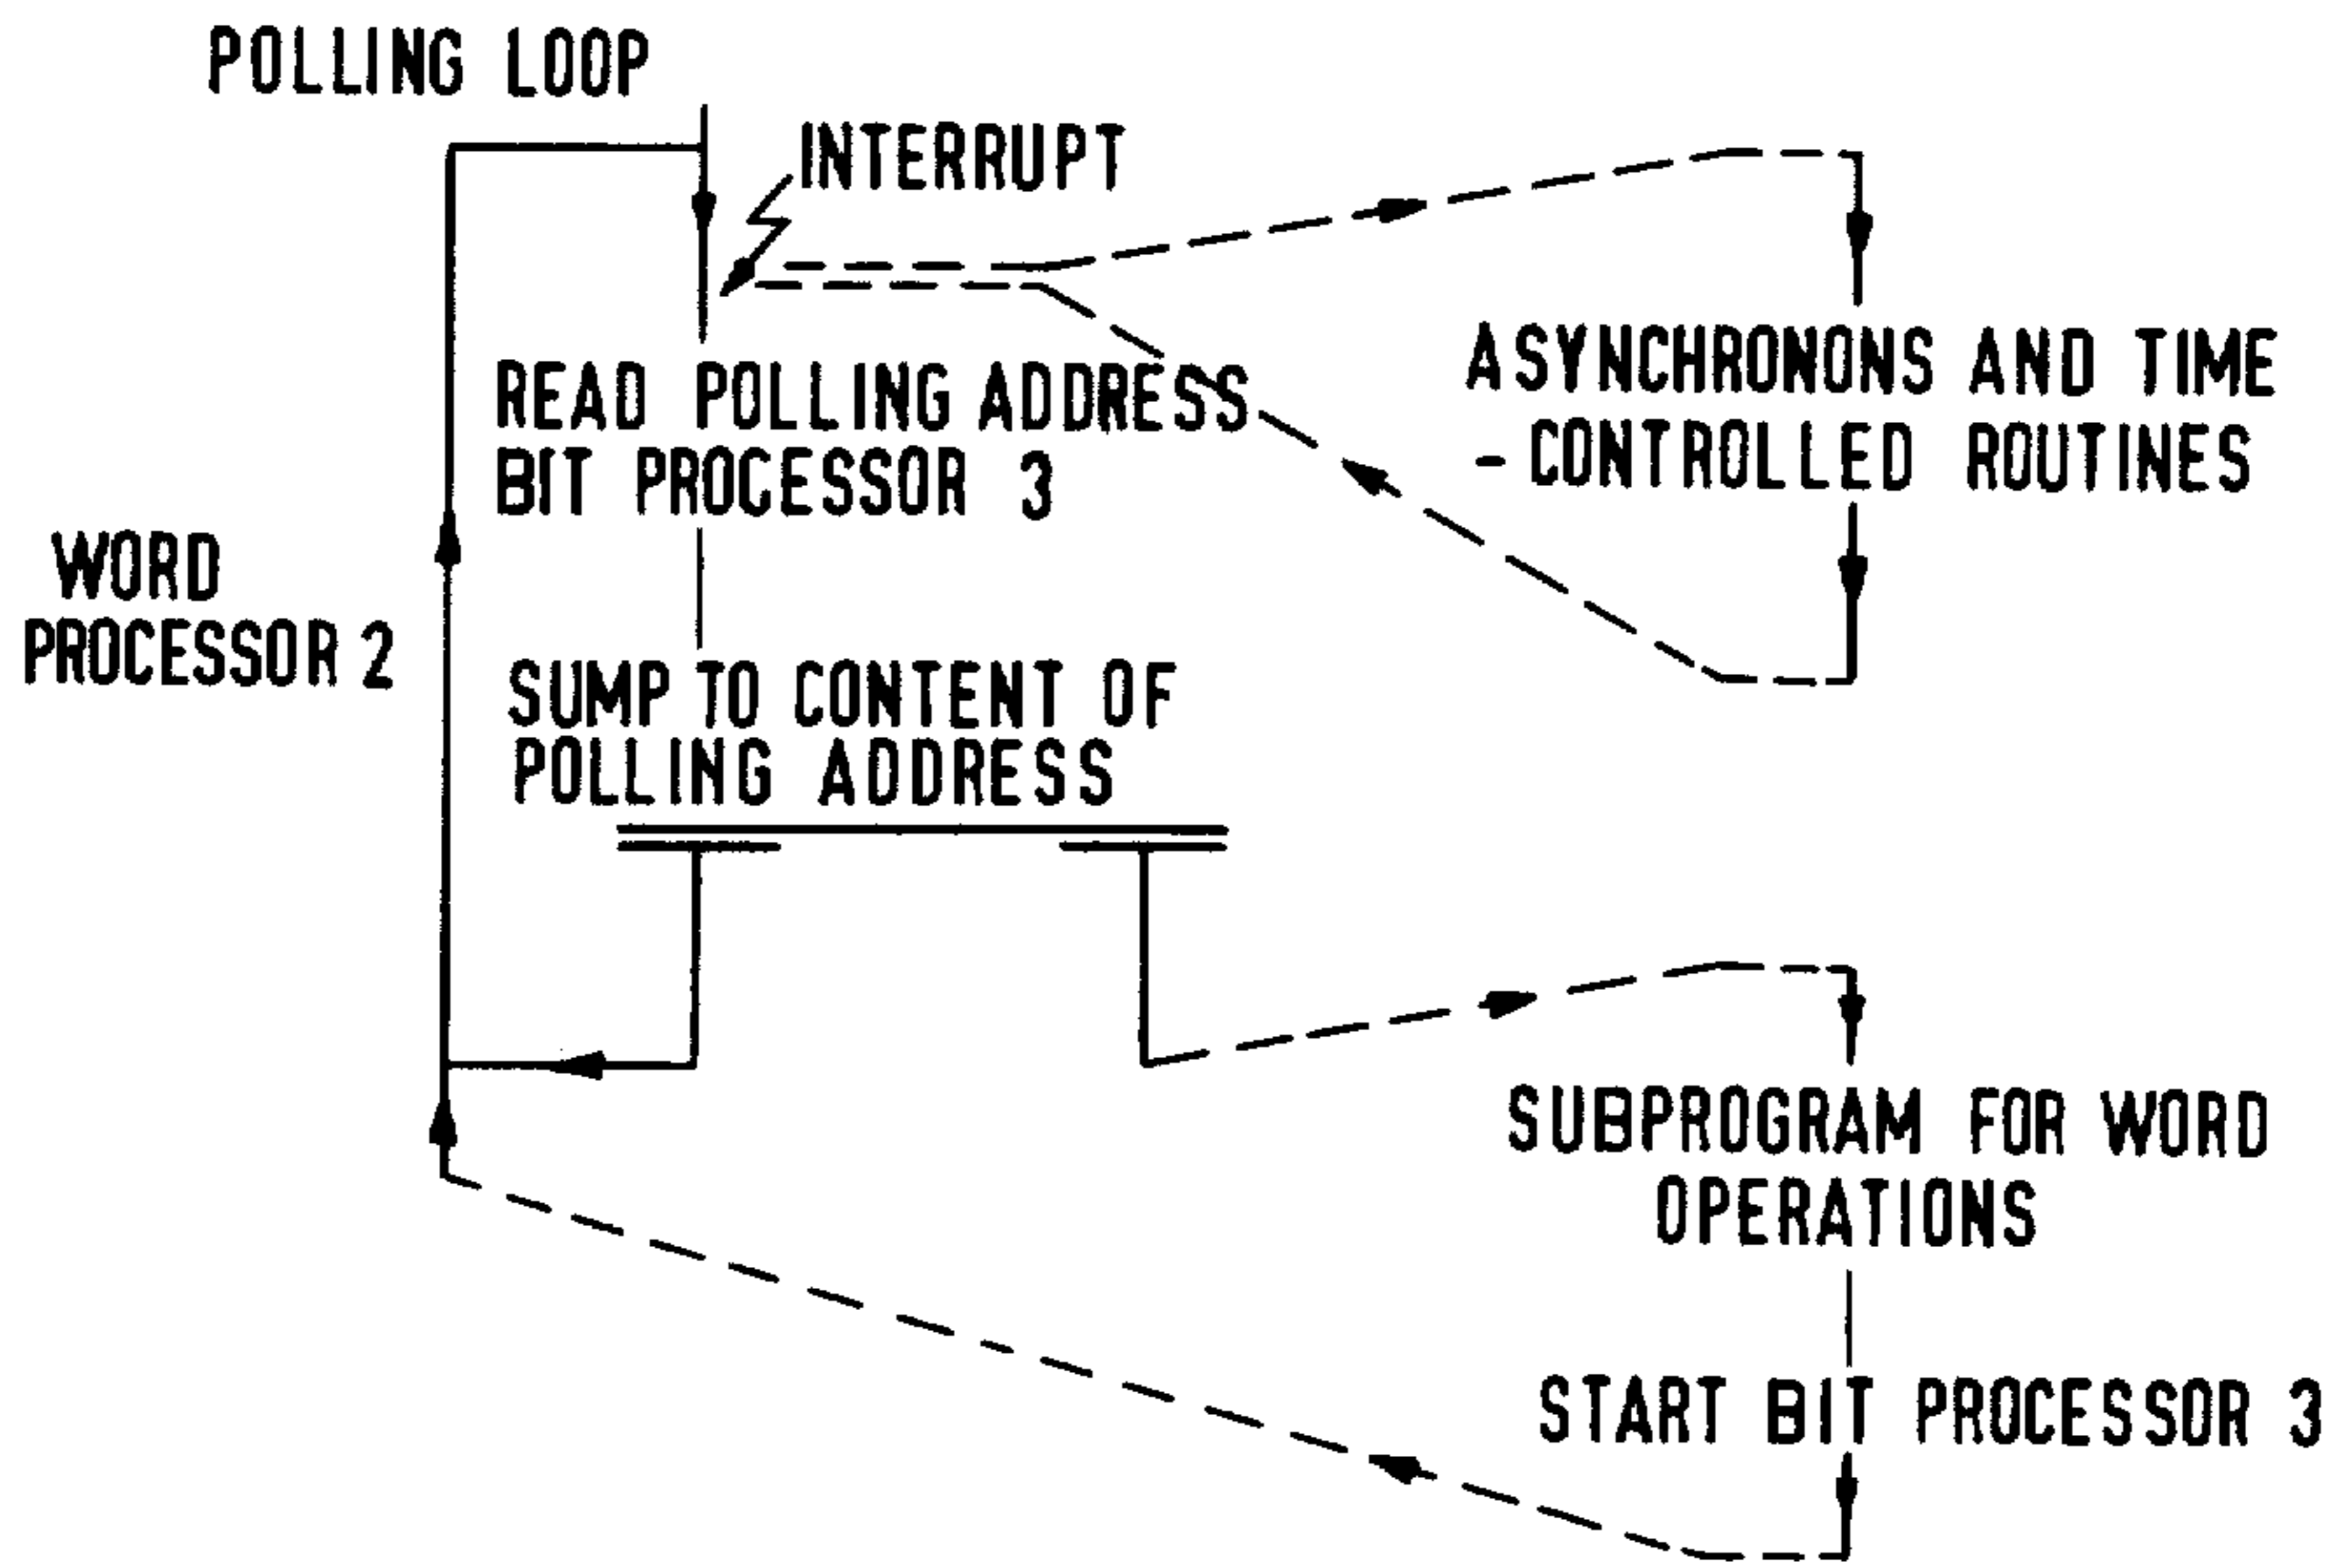 POLLING LOOP
INTERRUPT
READ POLLING ADDRESS
BIT PROCESSOR 3
ASYNCHRONONS AND TIME
- CONTROLLED ROUTINES
WORD
PROCESSOR 2
SUMP TO CONTENT OF
POLLING ADDRESS
SUBPROGRAM FOR WORD
OPERATIONS
START BIT PROCESSOR 3